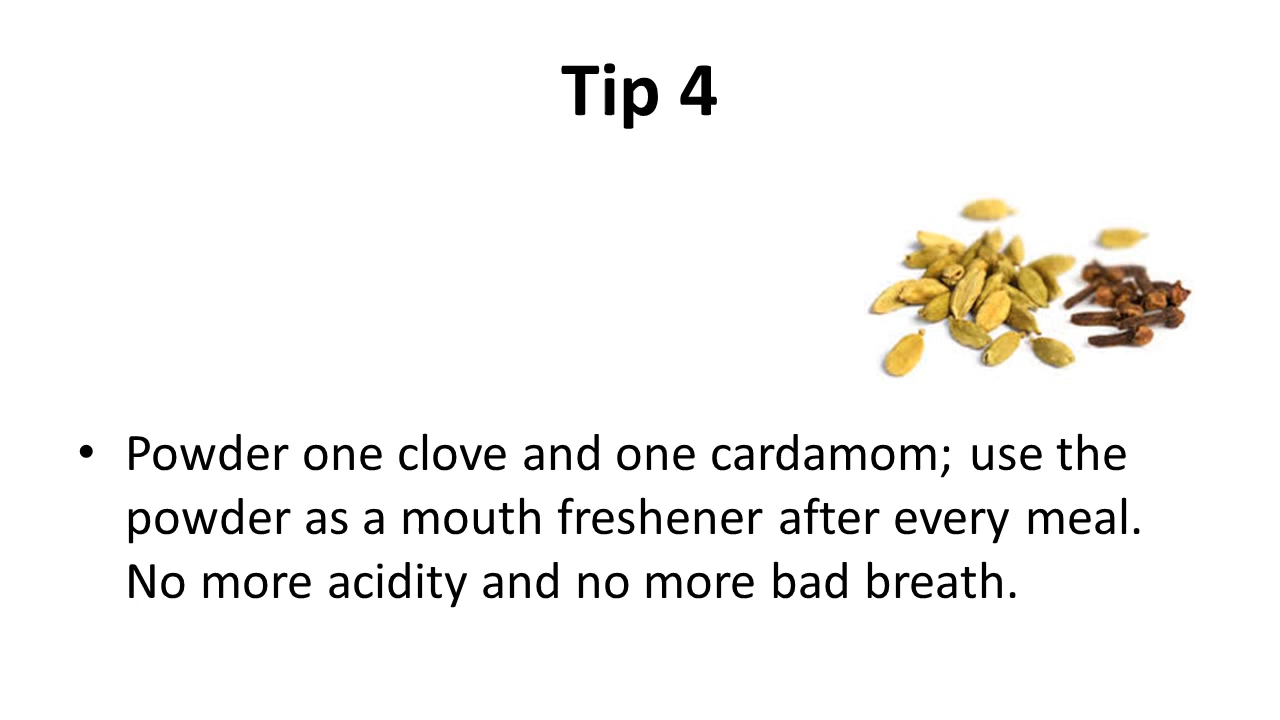 Tip 4
• Powder one clove and one cardamom; use the
powder as a mouth freshener after every meal.
No more acidity and no more bad breath.